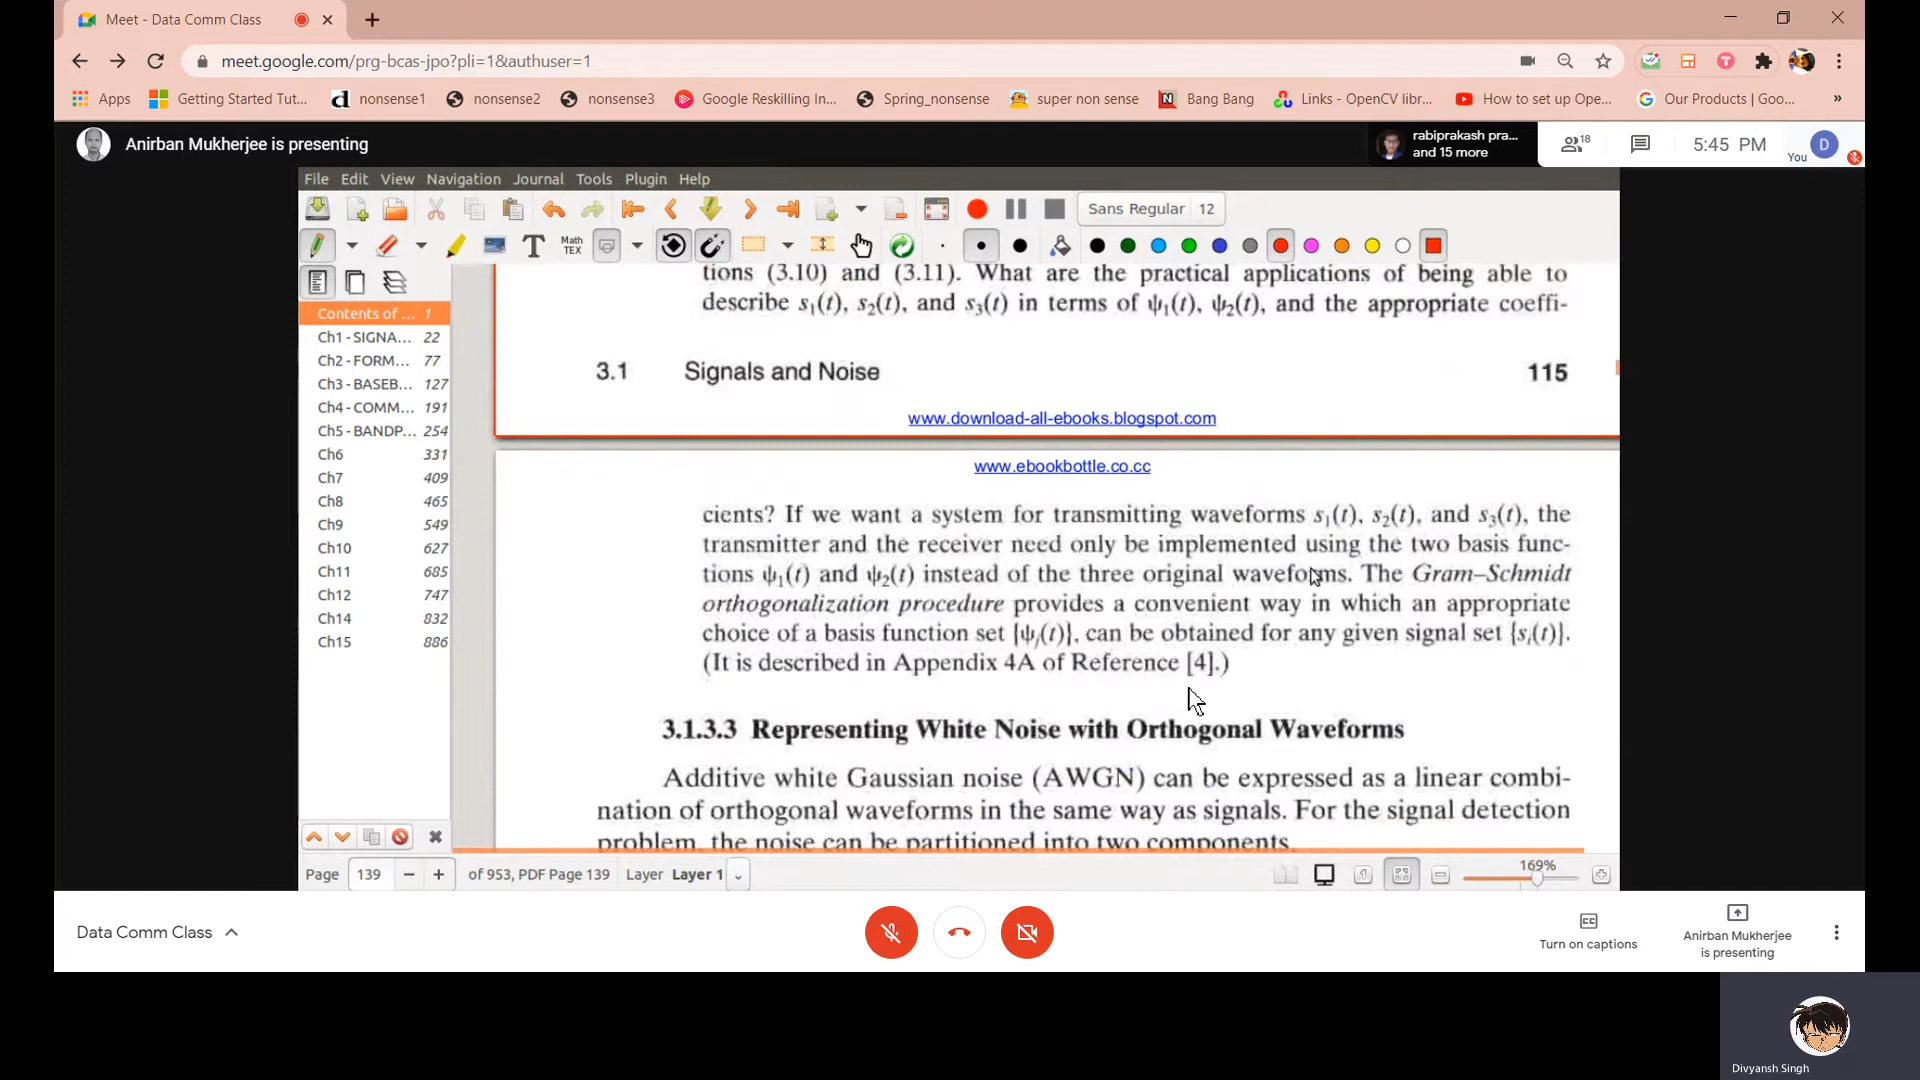 Meet - Data Comm Class
meet.google.com/prg-bcas-jpo?pli=1&authuser=1
Apps Getting Started Tut... nonsense1 nonsense2 nonsense3 Google Reskilling In... Spring_nonsense super non sense Bang Bang Links - OpenCV libr... How to set up Ope... Our Products | Goo... »
Anirban Mukherjee is presenting
rabiprakash pra...
and 15 more
18
5:45 PM
You
D
File Edit View Navigation Journal Tools Plugin Help
Sans Regular 12
Math
TEX
T
Contents of ... 1
Ch1 - SIGNA... 22
Ch2 - FORM... 77
Ch3 - BASEB... 127
Ch4 - COMM... 191
Ch5 - BANDP... 254
Ch6 331
Ch7 409
Ch8 465
Ch9 549
Ch10 627
Ch11 685
Ch12 747
Ch14 832
Ch15 886
tions (3.10) and (3.11). What are the practical applications of being able to
describe s₁(t), s₂(t), and s₃(t) in terms of ψ₁(t), ψ₂(t), and the appropriate coeffi-
3.1 Signals and Noise 115
www.download-all-ebooks.blogspot.com
www.ebookbottle.co.cc
cients? If we want a system for transmitting waveforms s₁(t), s₂(t), and s₃(t), the
transmitter and the receiver need only be implemented using the two basis func-
tions ψ₁(t) and ψ₂(t) instead of the three original waveforms. The Gram–Schmidt
orthogonalization procedure provides a convenient way in which an appropriate
choice of a basis function set {ψⱼ(t)}, can be obtained for any given signal set {sᵢ(t)}.
(It is described in Appendix 4A of Reference [4].)
3.1.3.3 Representing White Noise with Orthogonal Waveforms
Additive white Gaussian noise (AWGN) can be expressed as a linear combi-
nation of orthogonal waveforms in the same way as signals. For the signal detection
problem, the noise can be partitioned into two components,
Page 139 of 953, PDF Page 139 Layer Layer 1 169%
Data Comm Class
Turn on captions
Anirban Mukherjee
is presenting
Divyansh Singh